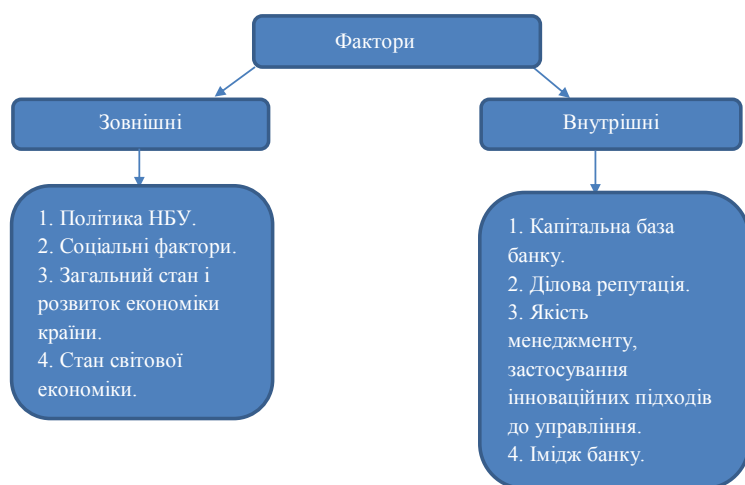 Фактори
Зовнішні
Внутрішні
1. Політика НБУ.
2. Соціальні фактори.
3. Загальний стан і
розвиток економіки
країни.
4. Стан світової
економіки.
1. Капітальна база
банку.
2. Ділова репутація.
3. Якість
менеджменту,
застосування
інноваційних підходів
до управління.
4. Імідж банку.